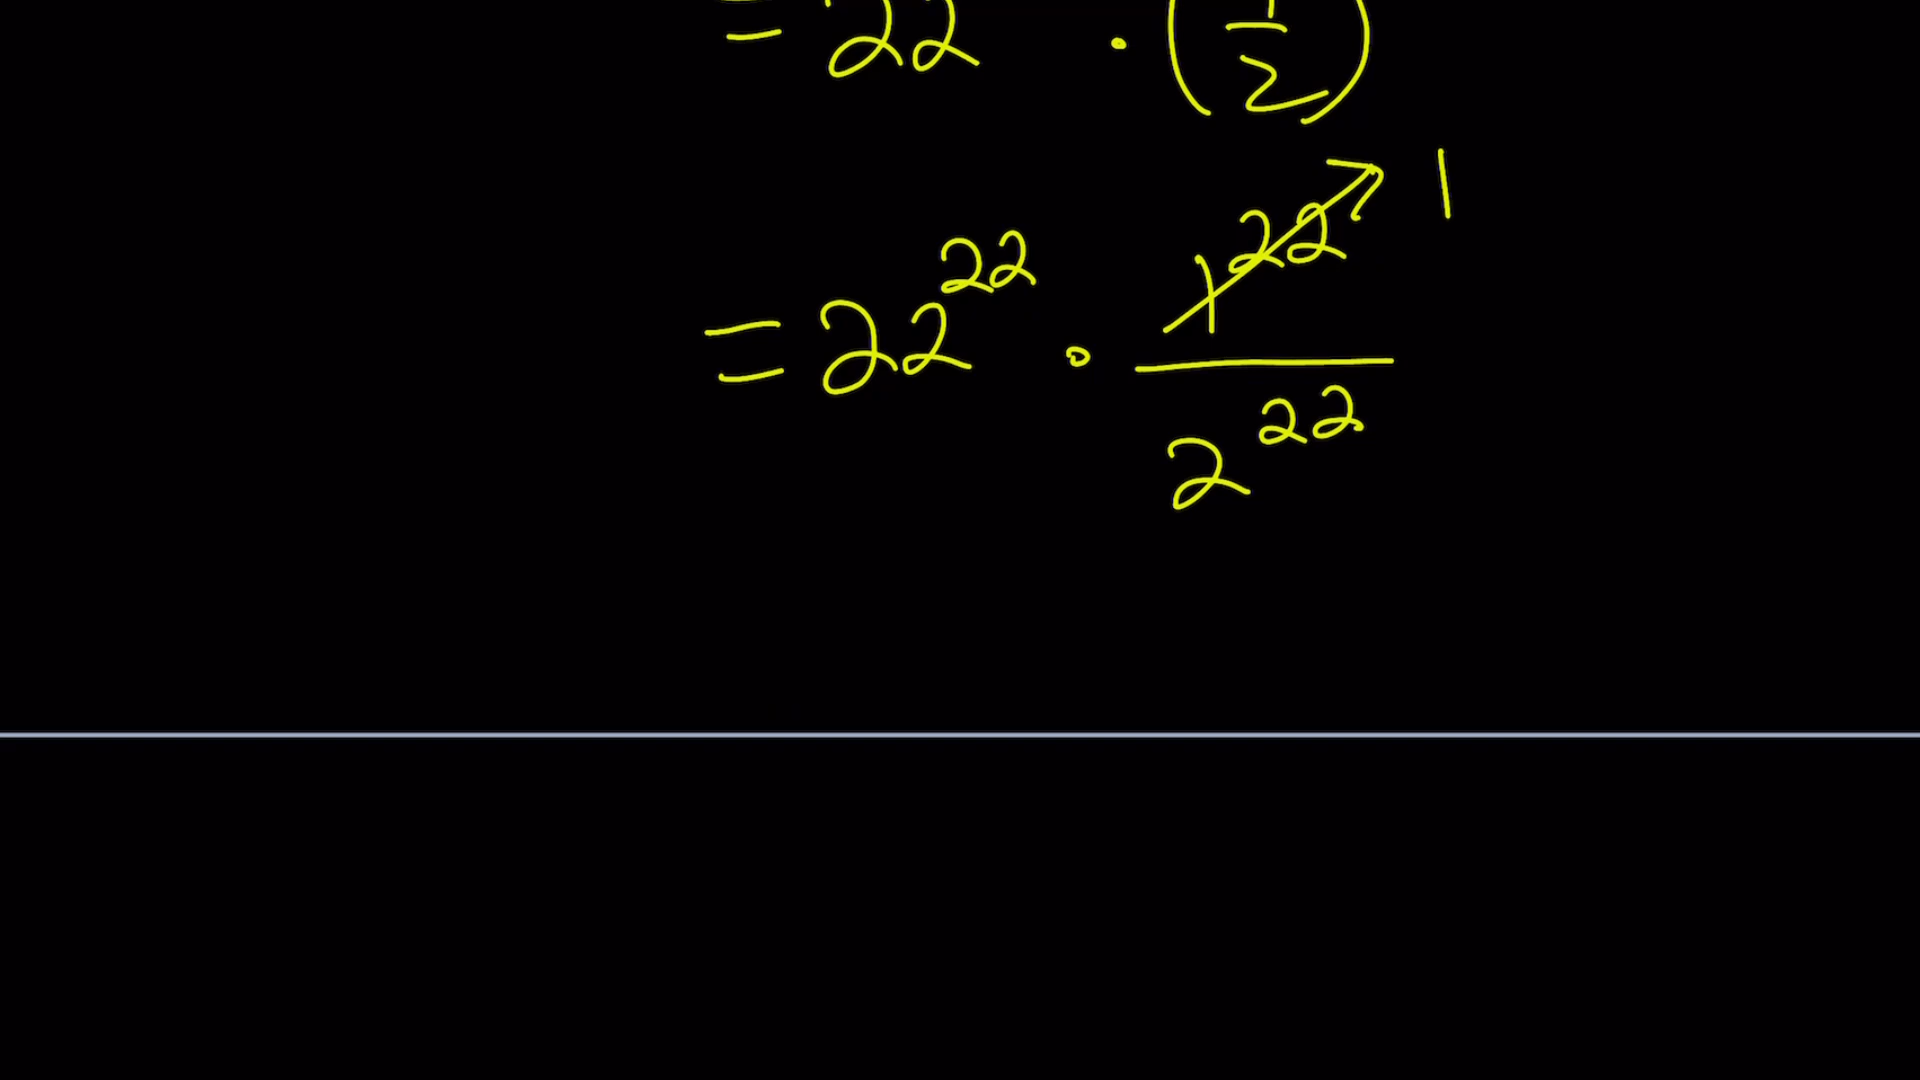 = 22 · (1/2)
= 22^22 · 1^22/2^22 → 1